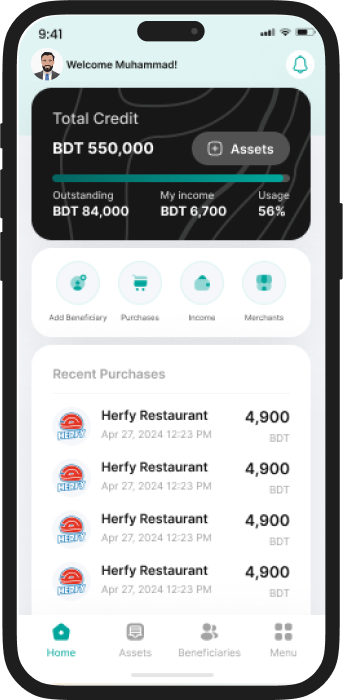 9:41
Welcome Muhammad!
Total Credit
BDT 550,000
Assets
Outstanding My income Usage
BDT 84,000 BDT 6,700 56%
Add Beneficiary Purchases Income Merchants
Recent Purchases
HERFY Herfy Restaurant 4,900
Apr 27, 2024 12:23 PM BDT
HERFY Herfy Restaurant 4,900
Apr 27, 2024 12:23 PM BDT
HERFY Herfy Restaurant 4,900
Apr 27, 2024 12:23 PM BDT
HERFY Herfy Restaurant 4,900
Apr 27, 2024 12:23 PM BDT
Home Assets Beneficiaries Menu